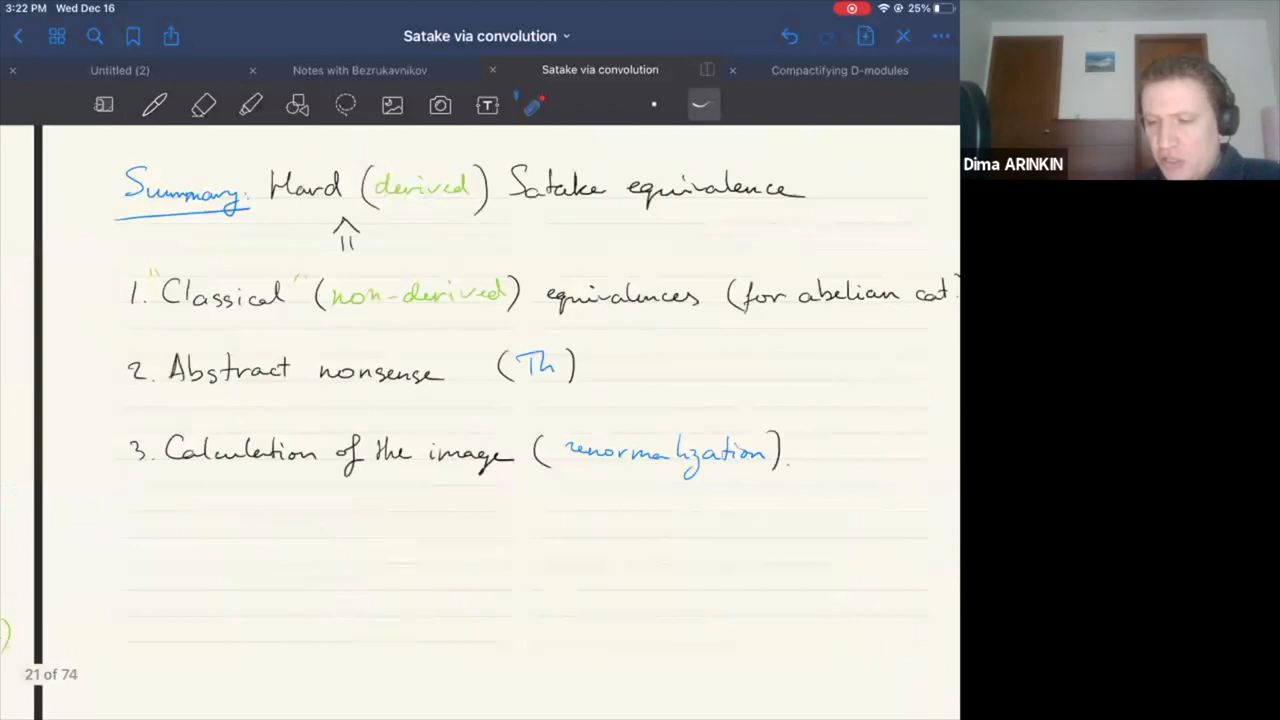 3:22 PM Wed Dec 16
25%
Satake via convolution
Untitled (2)
Notes with Bezrukavnikov
Satake via convolution
Compactifying D-modules
Dima ARINKIN
Summary: Hard (derived) Satake equivalence
⇑
1. "Classical" (non-derived) equivalences (for abelian cat.
2. Abstract nonsense (Th)
3. Calculation of the image (renormalization).
21 of 74